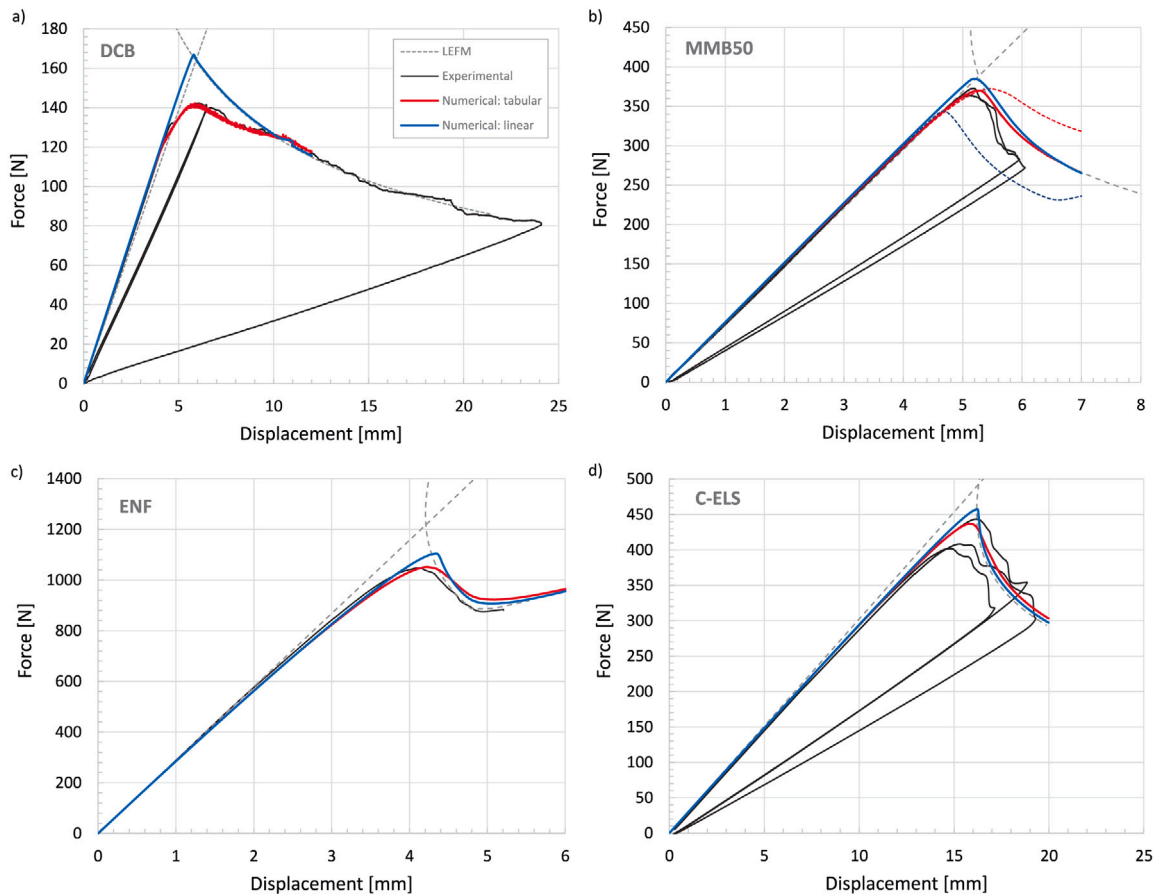 a)
DCB
LEFM
Experimental
Numerical: tabular
Numerical: linear
180
160
140
120
100
80
60
40
20
0
Force [N]
0 5 10 15 20 25
Displacement [mm]
b)
MMB50
450
400
350
300
250
200
150
100
50
0
Force [N]
0 1 2 3 4 5 6 7 8
Displacement [mm]
c)
ENF
1400
1200
1000
800
600
400
200
0
Force [N]
0 1 2 3 4 5 6
Displacement [mm]
d)
C-ELS
500
450
400
350
300
250
200
150
100
50
0
Force [N]
0 5 10 15 20 25
Displacement [mm]